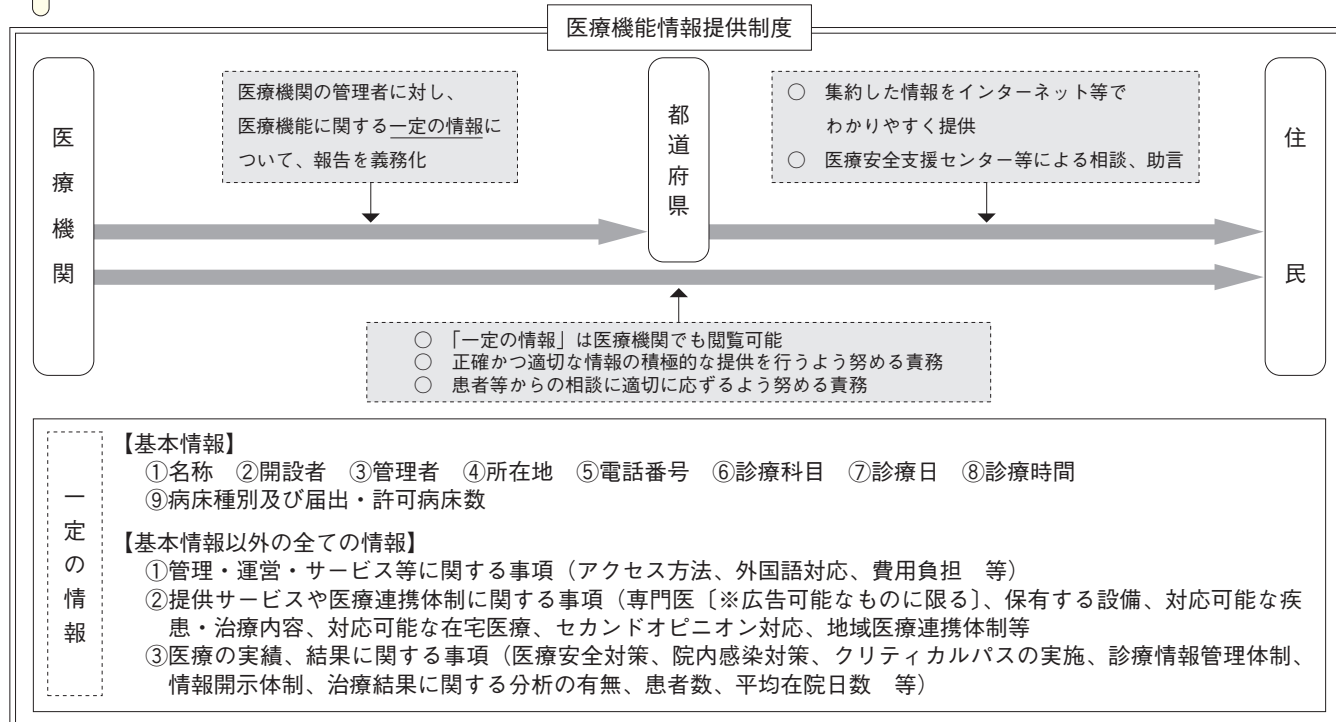 医療機能情報提供制度
医療機関
医療機関の管理者に対し、
医療機能に関する一定の情報に
ついて、報告を義務化
都道府県
○ 集約した情報をインターネット等で
わかりやすく提供
○ 医療安全支援センター等による相談、助言
住民
○ 「一定の情報」は医療機関でも閲覧可能
○ 正確かつ適切な情報の積極的な提供を行うよう努める責務
○ 患者等からの相談に適切に応ずるよう努める責務
一定の情報
【基本情報】
①名称 ②開設者 ③管理者 ④所在地 ⑤電話番号 ⑥診療科目 ⑦診療日 ⑧診療時間
⑨病床種別及び届出・許可病床数
【基本情報以外の全ての情報】
①管理・運営・サービス等に関する事項（アクセス方法、外国語対応、費用負担 等）
②提供サービスや医療連携体制に関する事項（専門医〔※広告可能なものに限る〕、保有する設備、対応可能な疾
患・治療内容、対応可能な在宅医療、セカンドオピニオン対応、地域医療連携体制等
③医療の実績、結果に関する事項（医療安全対策、院内感染対策、クリティカルパスの実施、診療情報管理体制、
情報開示体制、治療結果に関する分析の有無、患者数、平均在院日数 等）